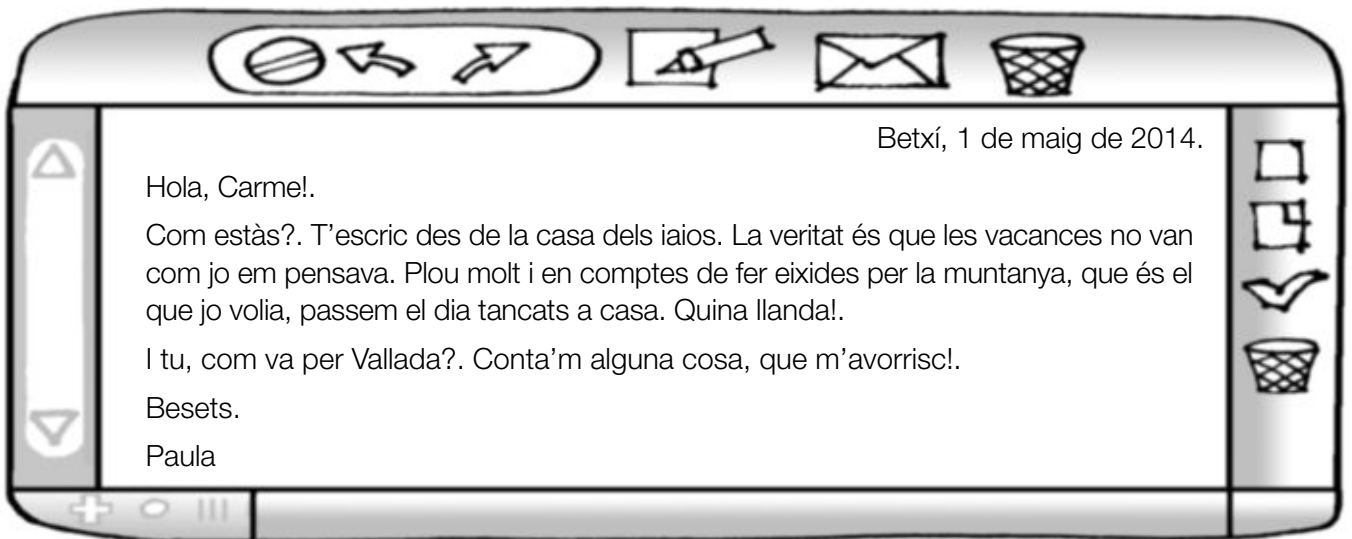 Betxí, 1 de maig de 2014.
Hola, Carme!.
Com estàs?. T’escric des de la casa dels iaios. La veritat és que les vacances no van
com jo em pensava. Plou molt i en comptes de fer eixides per la muntanya, que és el
que jo volia, passem el dia tancats a casa. Quina llanda!.
I tu, com va per Vallada?. Conta’m alguna cosa, que m’avorrisc!.
Besets.
Paula